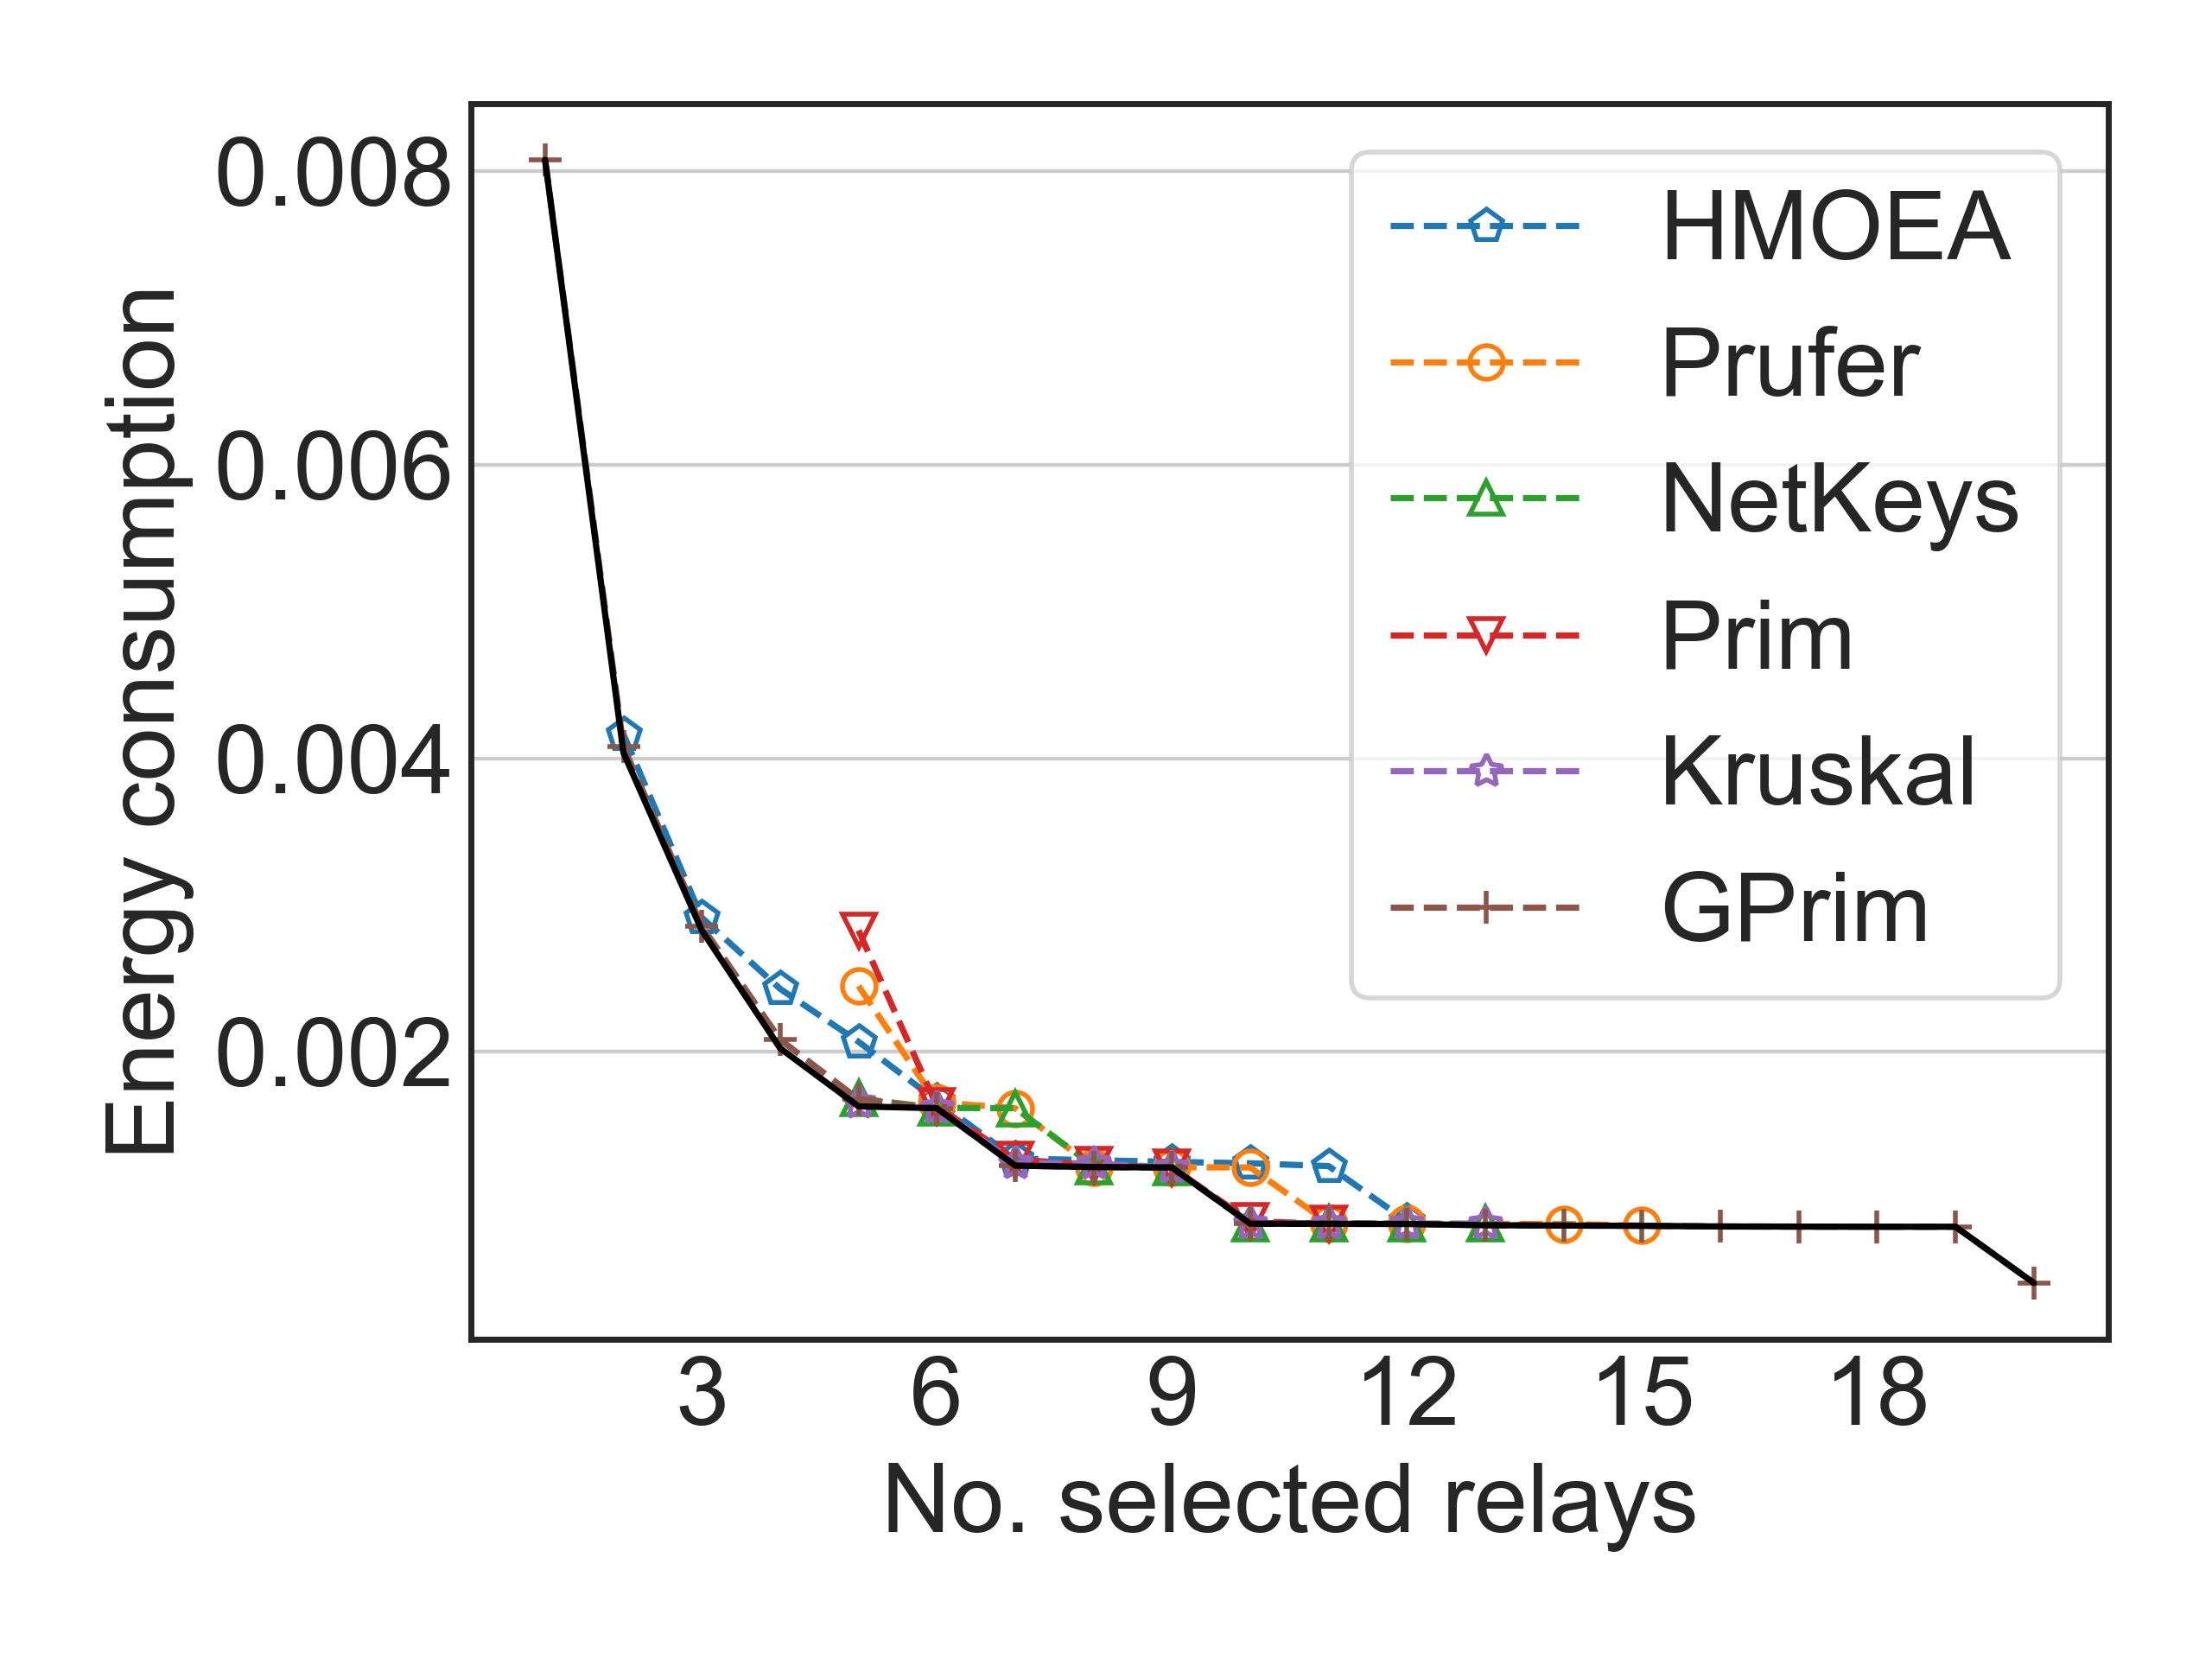 Energy consumption
0.008
0.006
0.004
0.002
HMOEA
Prufer
NetKeys
Prim
Kruskal
GPrim
3 6 9 12 15 18
No. selected relays